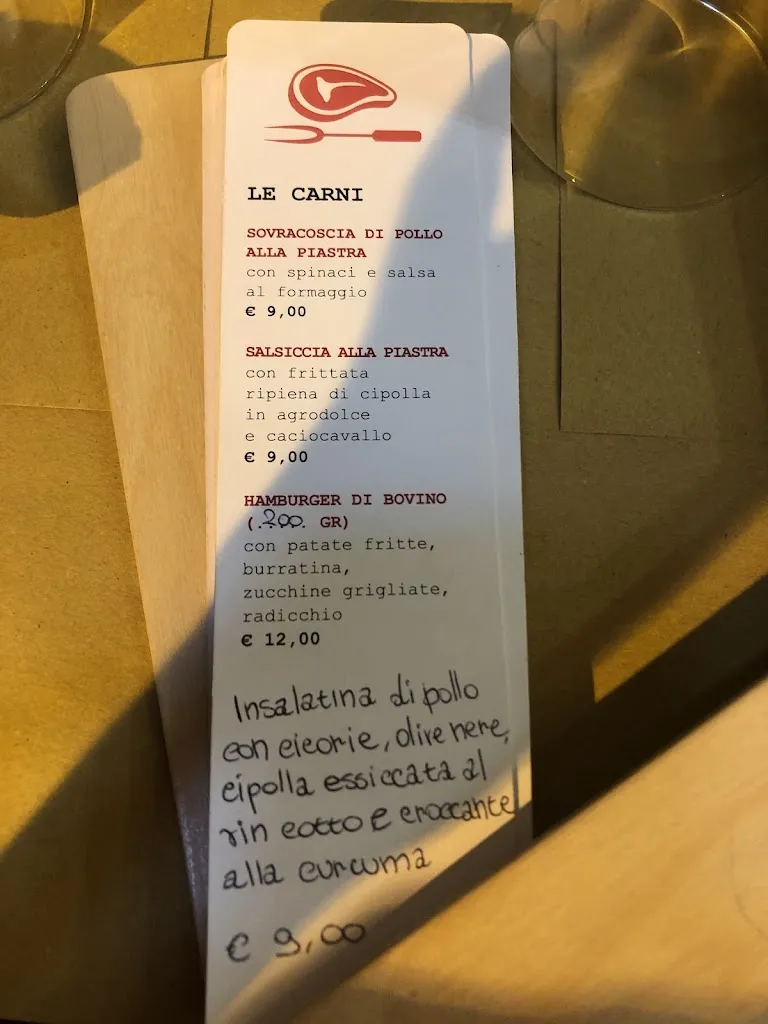 LE CARNI
SOVRACOSCIA DI POLLO
ALLA PIASTRA
con spinaci e salsa
al formaggio
€ 9,00
SALSICCIA ALLA PIASTRA
con frittata
ripiena di cipolla
in agrodolce
e caciocavallo
€ 9,00
HAMBURGER DI BOVINO
(.200. GR)
con patate fritte,
burratina,
zucchine grigliate,
radicchio
€ 12,00
Insalatina di pollo
con cicorie, olive nere,
cipolla essiccata al
vin cotto e croccante
alla curcuma
€ 9,00